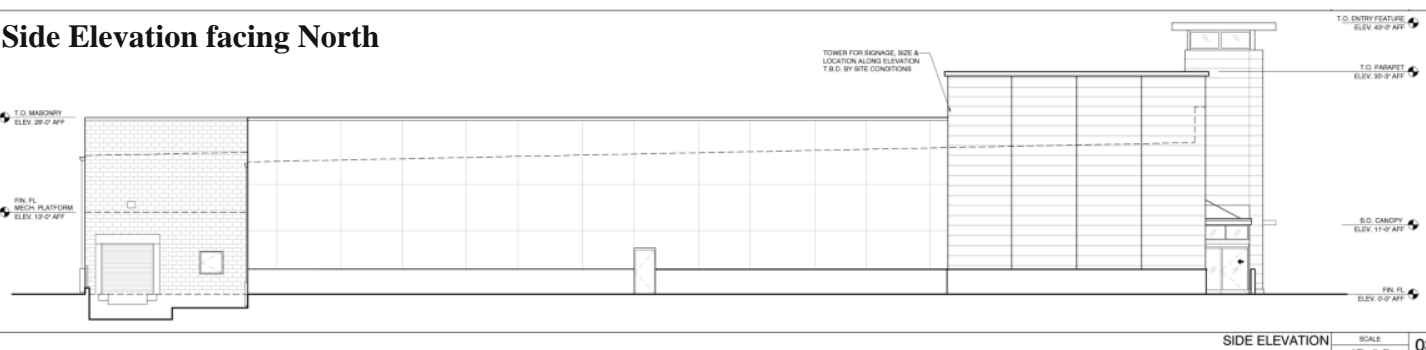 Side Elevation facing North
T.O. ENTRY FEATURE
ELEV. 43'-0" AFF
TOWER FOR SIGNAGE, SIZE &
LOCATION ALONG ELEVATION
T.B.D. BY SITE CONDITIONS
T.O. PARAPET
ELEV. 35'-0" AFF
T.O. MASONRY
ELEV. 28'-0" AFF
FIN. FL
MECH. PLATFORM
ELEV. 13'-0" AFF
B.O. CANOPY
ELEV. 11'-0" AFF
FIN. FL
ELEV. 0'-0" AFF
SIDE ELEVATION
SCALE